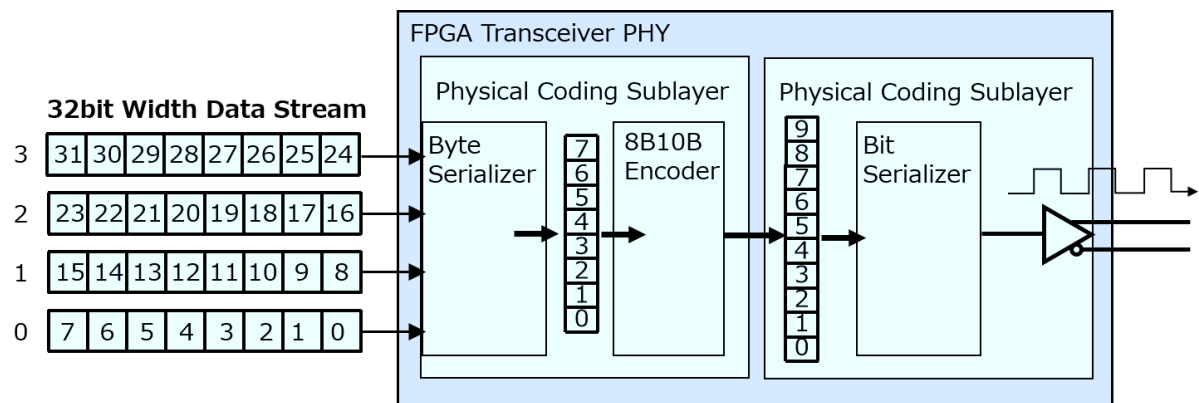 FPGA Transceiver PHY
Physical Coding Sublayer
Physical Coding Sublayer
32bit Width Data Stream
3 31 30 29 28 27 26 25 24
2 23 22 21 20 19 18 17 16
1 15 14 13 12 11 10 9 8
0 7 6 5 4 3 2 1 0
Byte
Serializer
7
6
5
4
3
2
1
0
8B10B
Encoder
9
8
7
6
5
4
3
2
1
0
Bit
Serializer